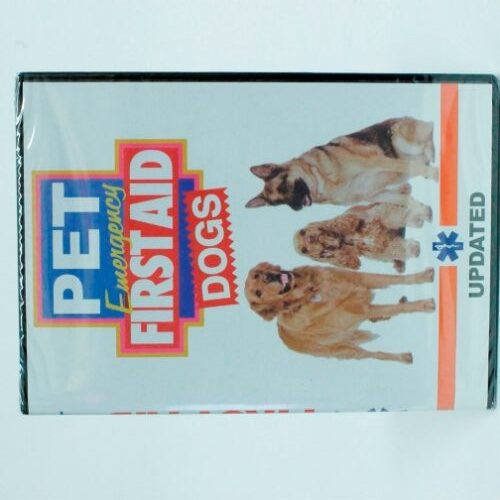 PET
Emergency
FIRST AID
DOGS
UPDATED